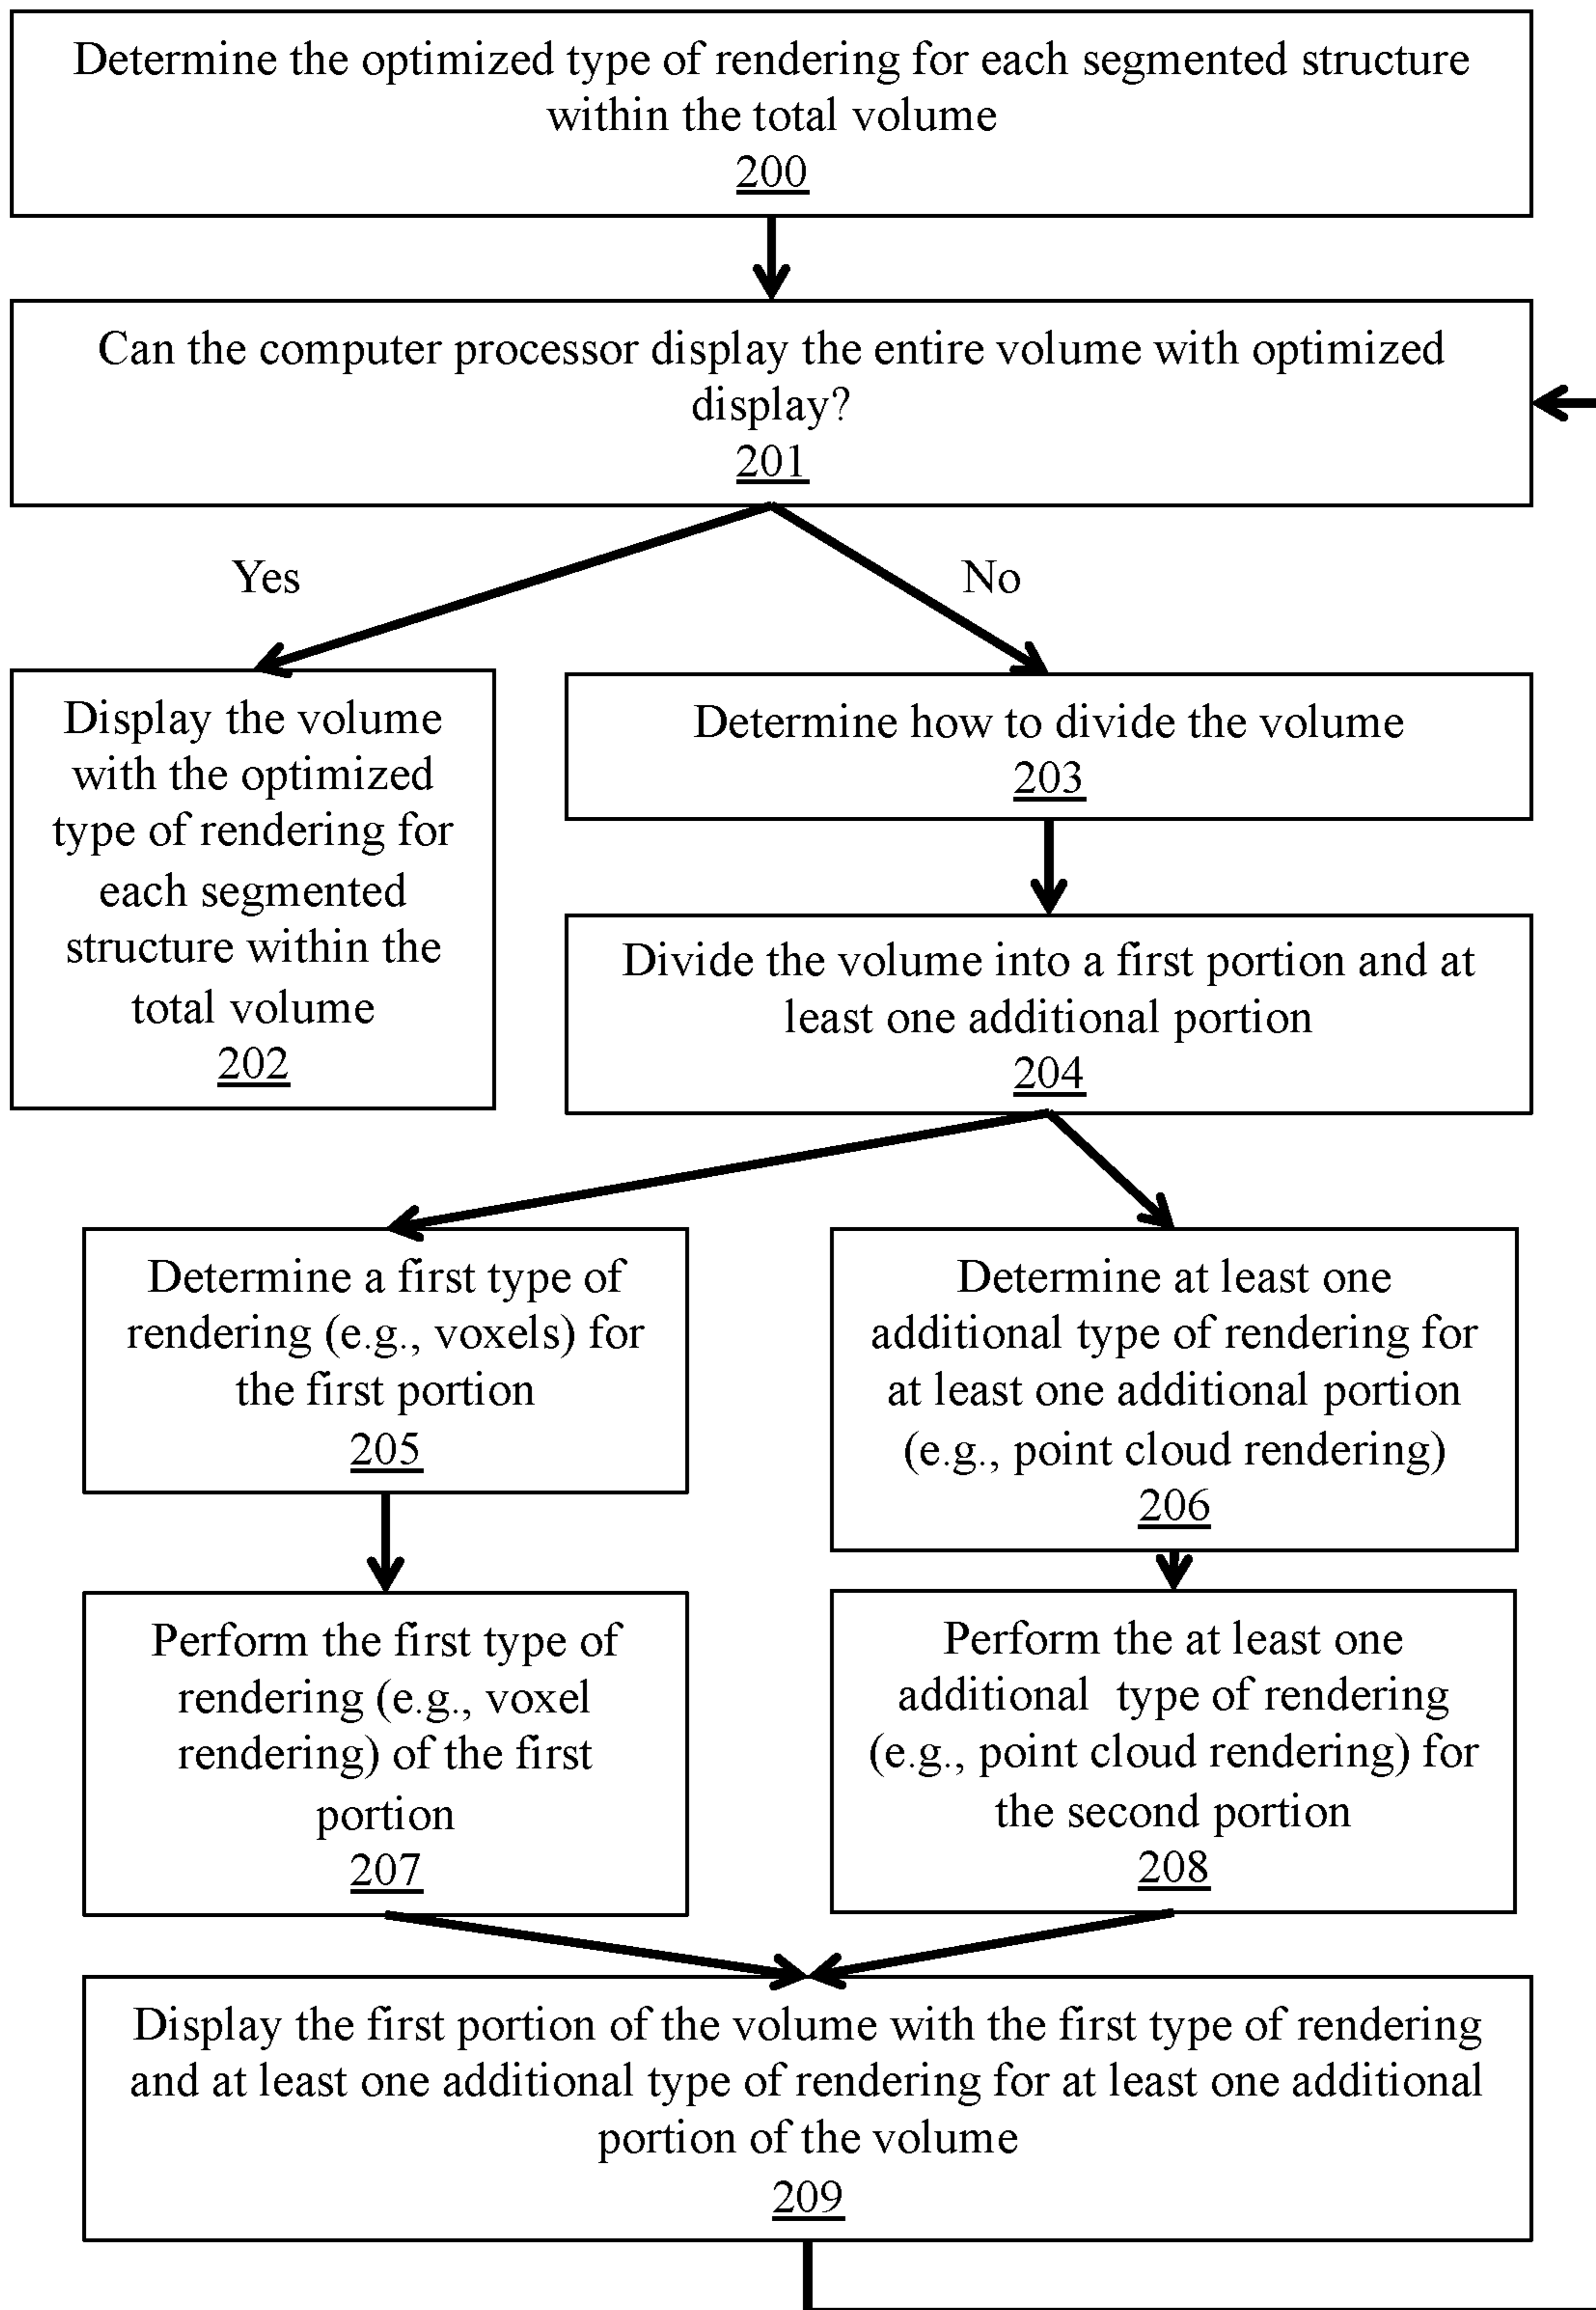 Determine the optimized type of rendering for each segmented structure
within the total volume
200
Can the computer processor display the entire volume with optimized
display?
201
Yes
No
Display the volume
with the optimized
type of rendering for
each segmented
structure within the
total volume
202
Determine how to divide the volume
203
Divide the volume into a first portion and at
least one additional portion
204
Determine a first type of
rendering (e.g., voxels) for
the first portion
205
Determine at least one
additional type of rendering for
at least one additional portion
(e.g., point cloud rendering)
206
Perform the first type of
rendering (e.g., voxel
rendering) of the first
portion
207
Perform the at least one
additional type of rendering
(e.g., point cloud rendering) for
the second portion
208
Display the first portion of the volume with the first type of rendering
and at least one additional type of rendering for at least one additional
portion of the volume
209